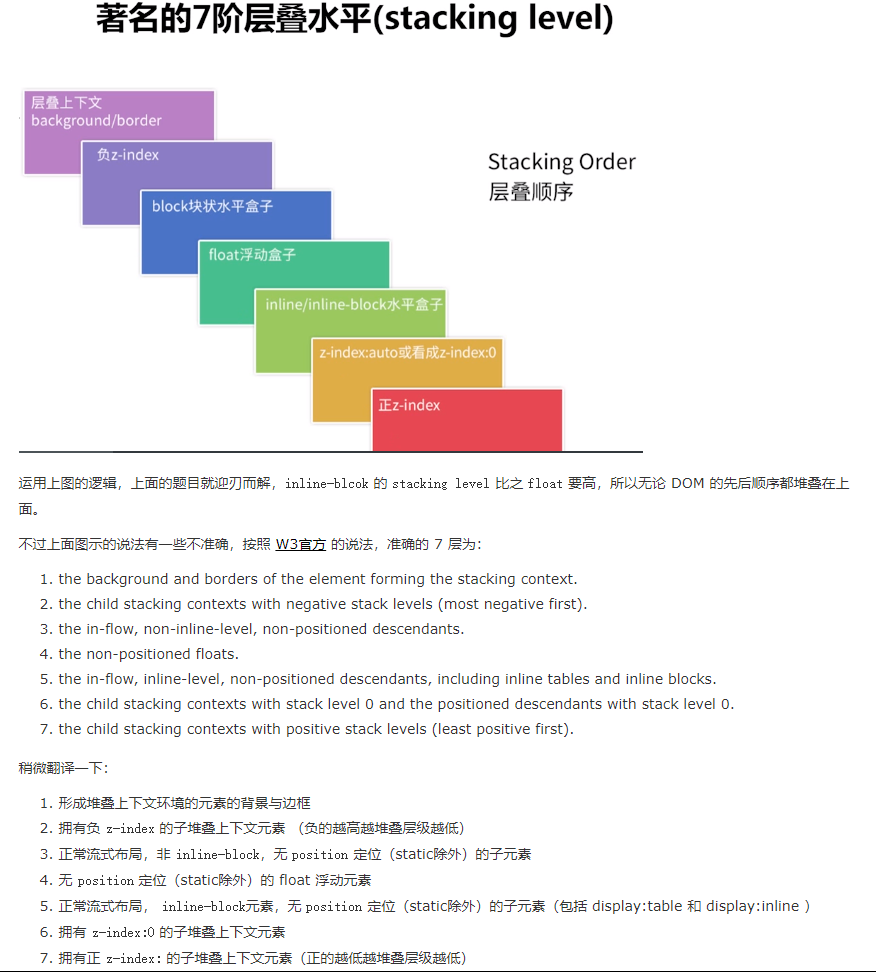 著名的7阶层叠水平(stacking level)
层叠上下文
background/border
负z-index
block块状水平盒子
float浮动盒子
inline/inline-block水平盒子
z-index:auto或看成z-index:0
正z-index
Stacking Order
层叠顺序
运用上图的逻辑，上面的题目就迎刃而解，inline-blcok 的 stacking level 比之 float 要高，所以无论 DOM 的先后顺序都堆叠在上
面。
不过上面图示的说法有一些不准确，按照 W3官方 的说法，准确的 7 层为：
1. the background and borders of the element forming the stacking context.
2. the child stacking contexts with negative stack levels (most negative first).
3. the in-flow, non-inline-level, non-positioned descendants.
4. the non-positioned floats.
5. the in-flow, inline-level, non-positioned descendants, including inline tables and inline blocks.
6. the child stacking contexts with stack level 0 and the positioned descendants with stack level 0.
7. the child stacking contexts with positive stack levels (least positive first).
稍微翻译一下：
1. 形成堆叠上下文环境的元素的背景与边框
2. 拥有负 z-index 的子堆叠上下文元素 （负的越高越堆叠层级越低）
3. 正常流式布局，非 inline-block，无 position 定位（static除外）的子元素
4. 无 position 定位（static除外）的 float 浮动元素
5. 正常流式布局， inline-block元素，无 position 定位（static除外）的子元素（包括 display:table 和 display:inline ）
6. 拥有 z-index:0 的子堆叠上下文元素
7. 拥有正 z-index: 的子堆叠上下文元素（正的越低越堆叠层级越低）